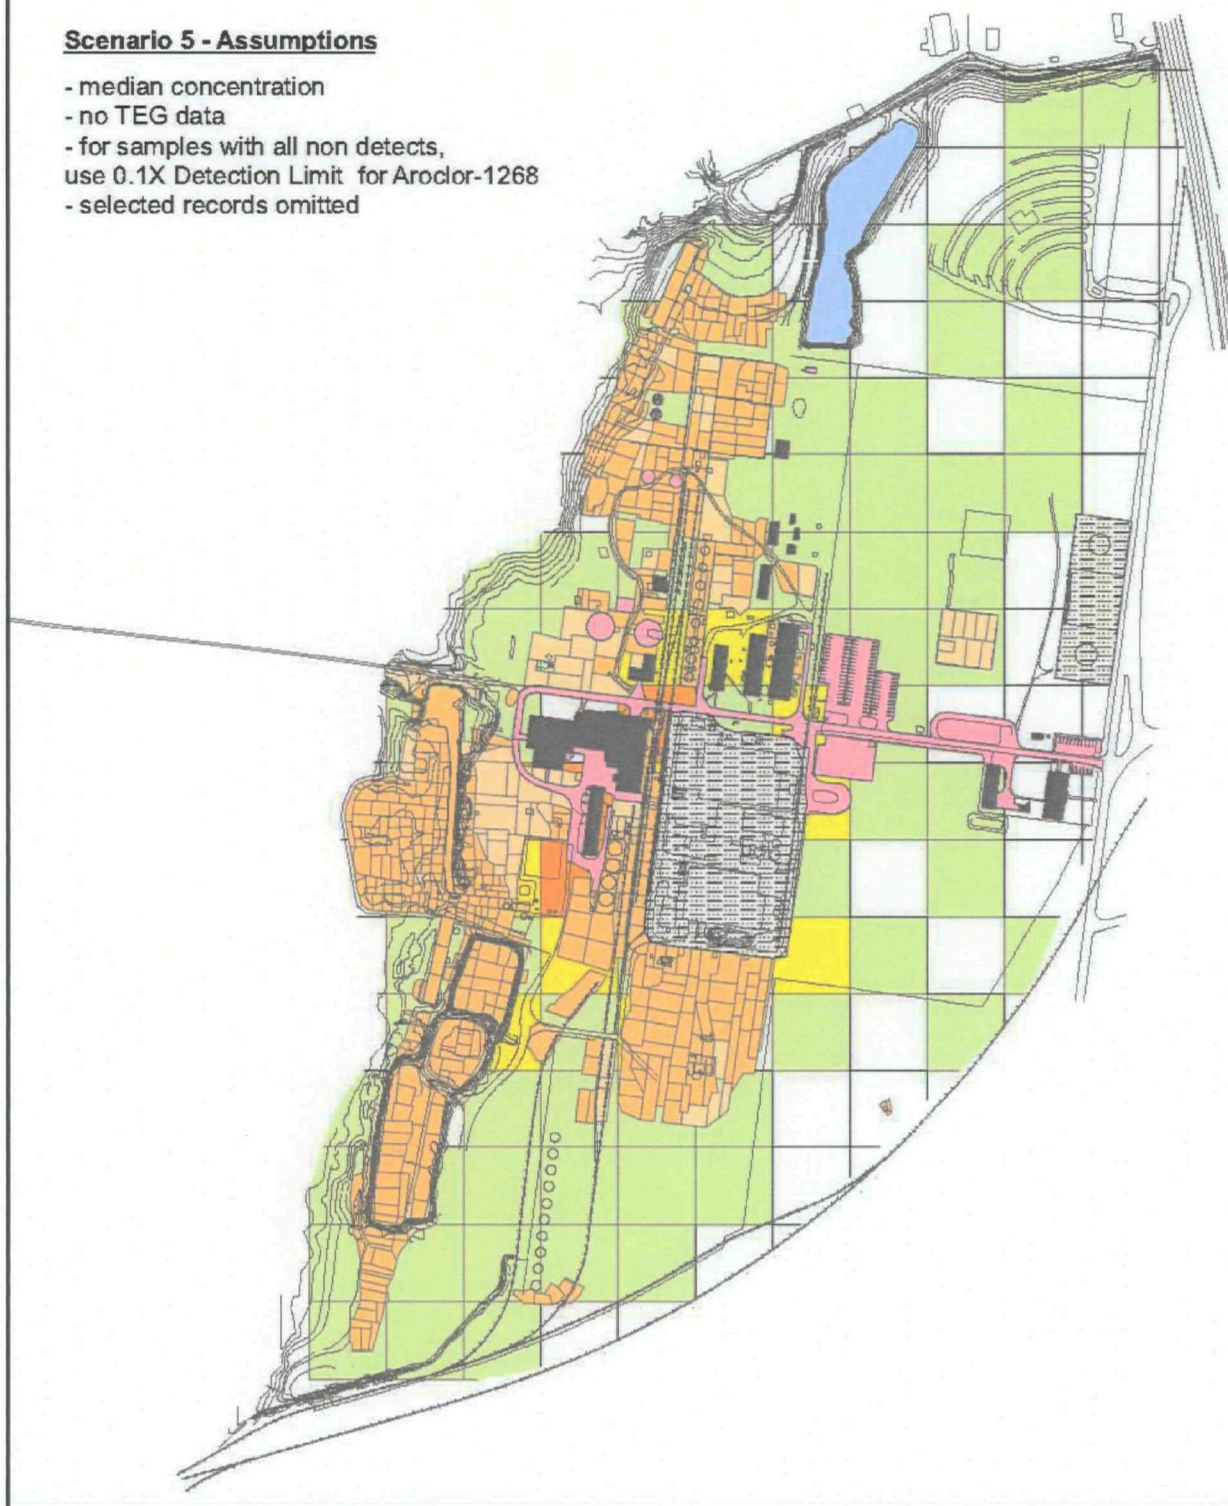 Scenario 5 - Assumptions
- median concentration
- no TEG data
- for samples with all non detects,
use 0.1X Detection Limit for Aroclor-1268
- selected records omitted